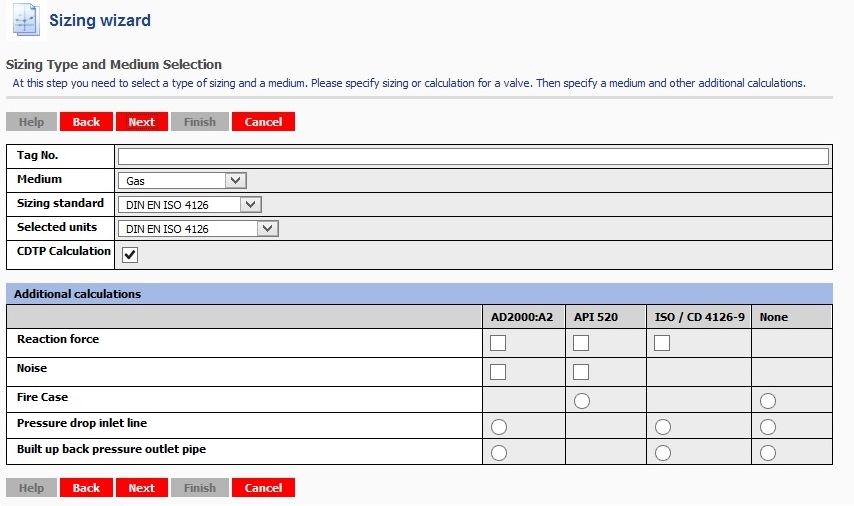 Sizing wizard
Sizing Type and Medium Selection
At this step you need to select a type of sizing and a medium. Please specify sizing or calculation for a valve. Then specify a medium and other additional calculations.
Help Back Next Finish Cancel
Tag No.
Medium Gas
Sizing standard DIN EN ISO 4126
Selected units DIN EN ISO 4126
CDTP Calculation
Additional calculations
AD2000:A2 API 520 ISO / CD 4126-9 None
Reaction force
Noise
Fire Case
Pressure drop inlet line
Built up back pressure outlet pipe
Help Back Next Finish Cancel